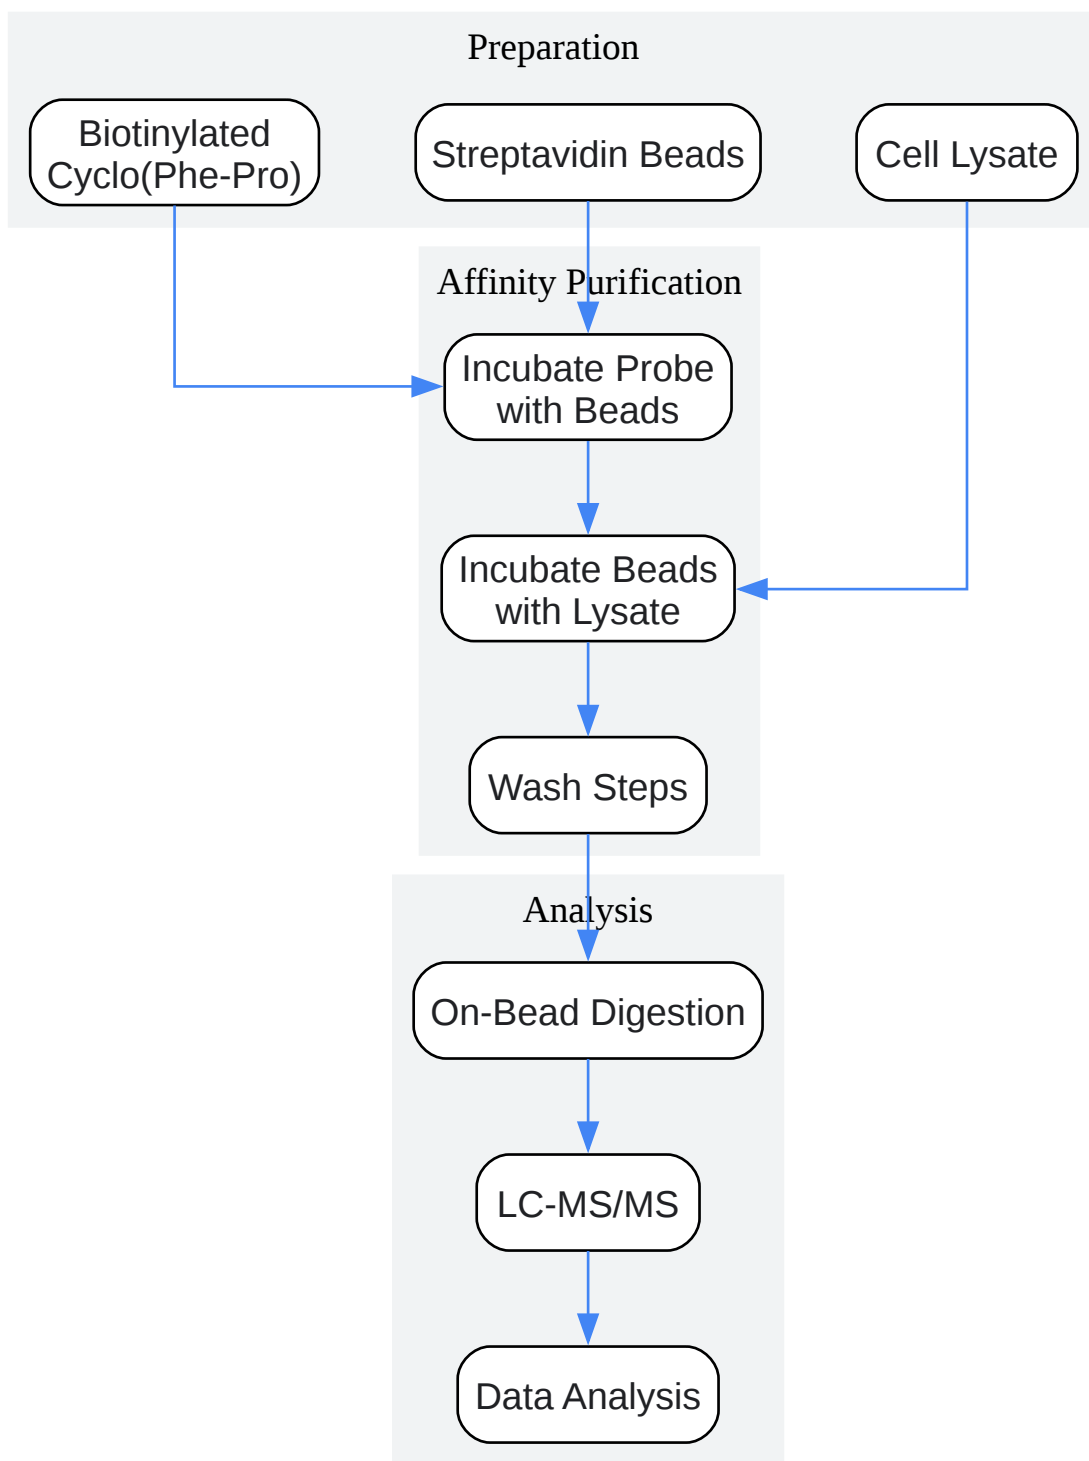 Preparation
Biotinylated
Cyclo(Phe-Pro)
Streptavidin Beads
Cell Lysate
Affinity Purification
Incubate Probe
with Beads
Incubate Beads
with Lysate
Wash Steps
Analysis
On-Bead Digestion
LC-MS/MS
Data Analysis